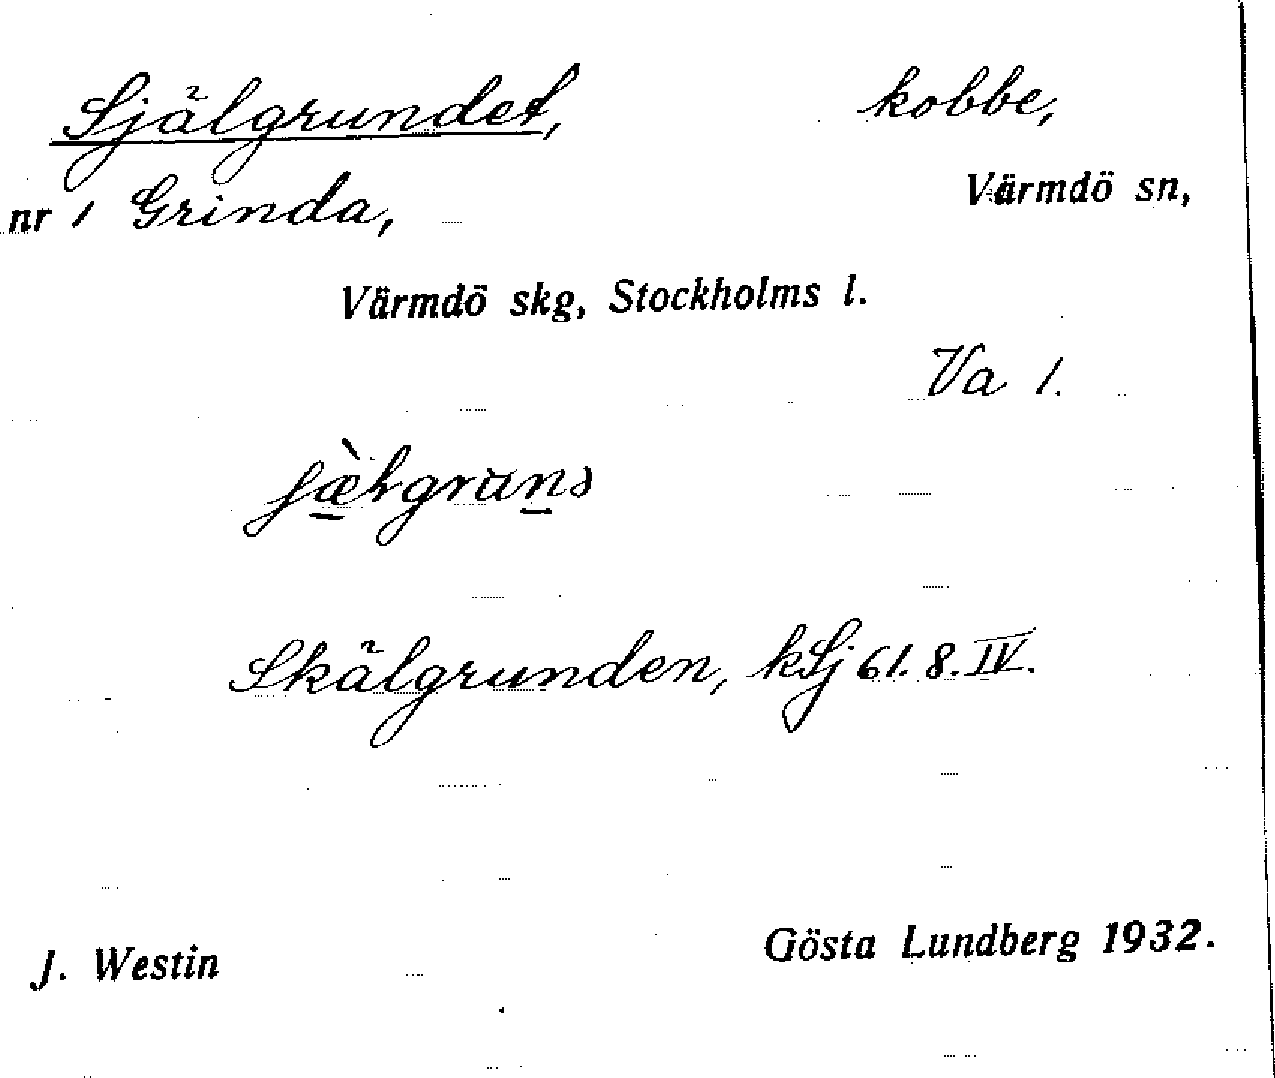 Själgrundet, kobbe,
nr 1 Grinda, Värmdö sn,
Värmdö skg, Stockholms l.
Va 1.
Skälgrunden, kSj 61.8.IV.
J. Westin Gösta Lundberg 1932.